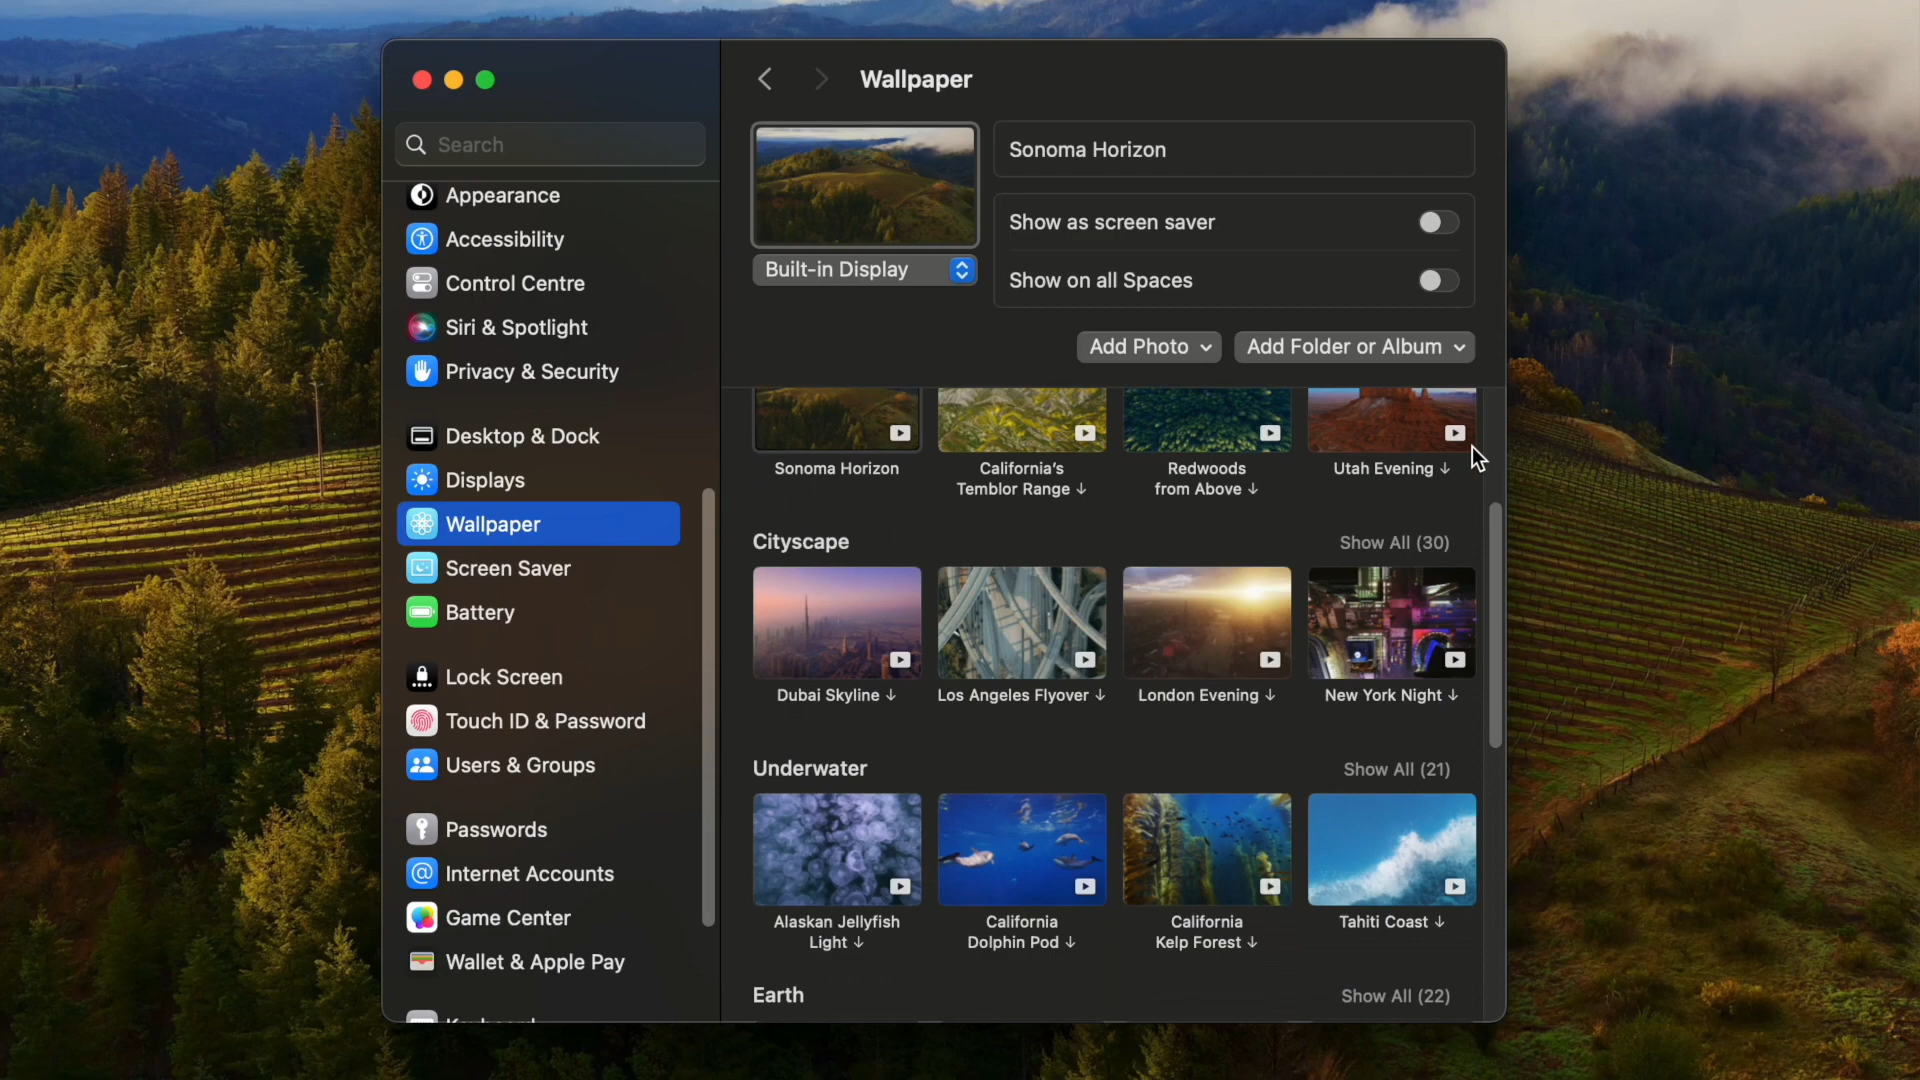 Wallpaper
Search
Appearance
Accessibility
Control Centre
Siri & Spotlight
Privacy & Security
Desktop & Dock
Displays
Wallpaper
Screen Saver
Battery
Lock Screen
Touch ID & Password
Users & Groups
Passwords
Internet Accounts
Game Center
Wallet & Apple Pay
Sonoma Horizon
Built-in Display
Show as screen saver
Show on all Spaces
Add Photo
Add Folder or Album
Sonoma Horizon
California's
Temblor Range ↓
Redwoods
from Above ↓
Utah Evening ↓
Cityscape
Show All (30)
Dubai Skyline ↓
Los Angeles Flyover ↓
London Evening ↓
New York Night ↓
Underwater
Show All (21)
Alaskan Jellyfish
Light ↓
California
Dolphin Pod ↓
California
Kelp Forest ↓
Tahiti Coast ↓
Earth
Show All (22)